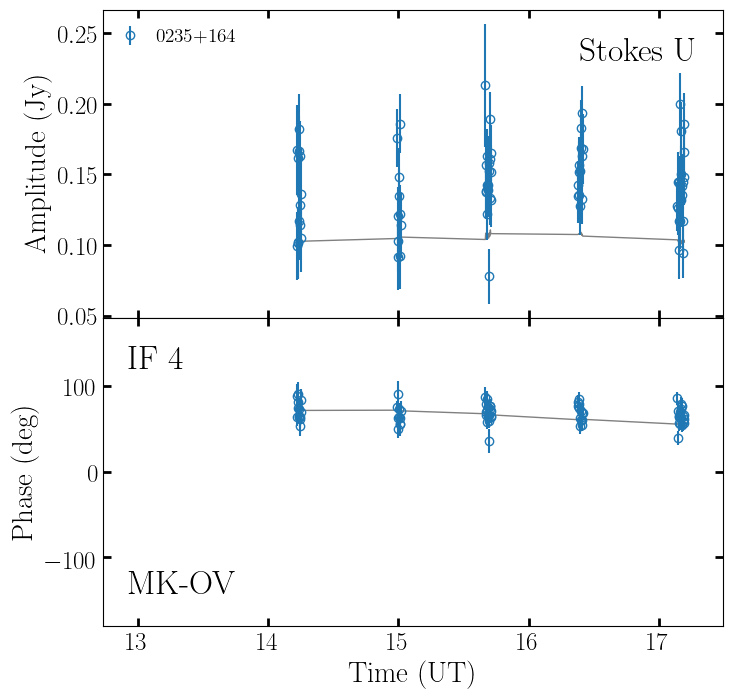 0235+164
Stokes U
Amplitude (Jy)
0.25
0.20
0.15
0.10
0.05
IF 4
Phase (deg)
100
0
−100
MK-OV
13 14 15 16 17
Time (UT)